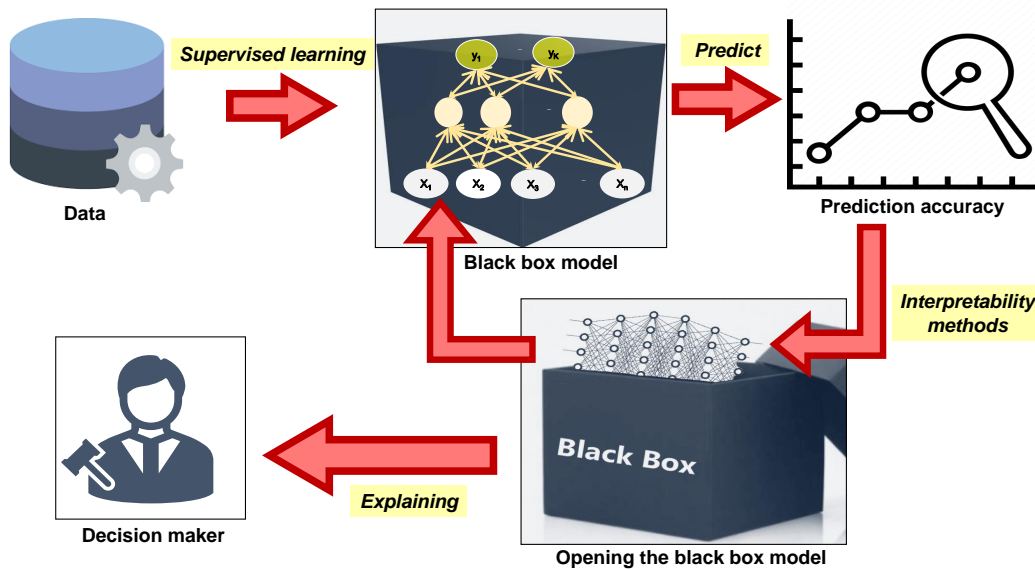 Supervised learning
Predict
y1
yK
X1
X2
X3
Xn
Data
Black box model
Prediction accuracy
Interpretability
methods
Black Box
Explaining
Decision maker
Opening the black box model